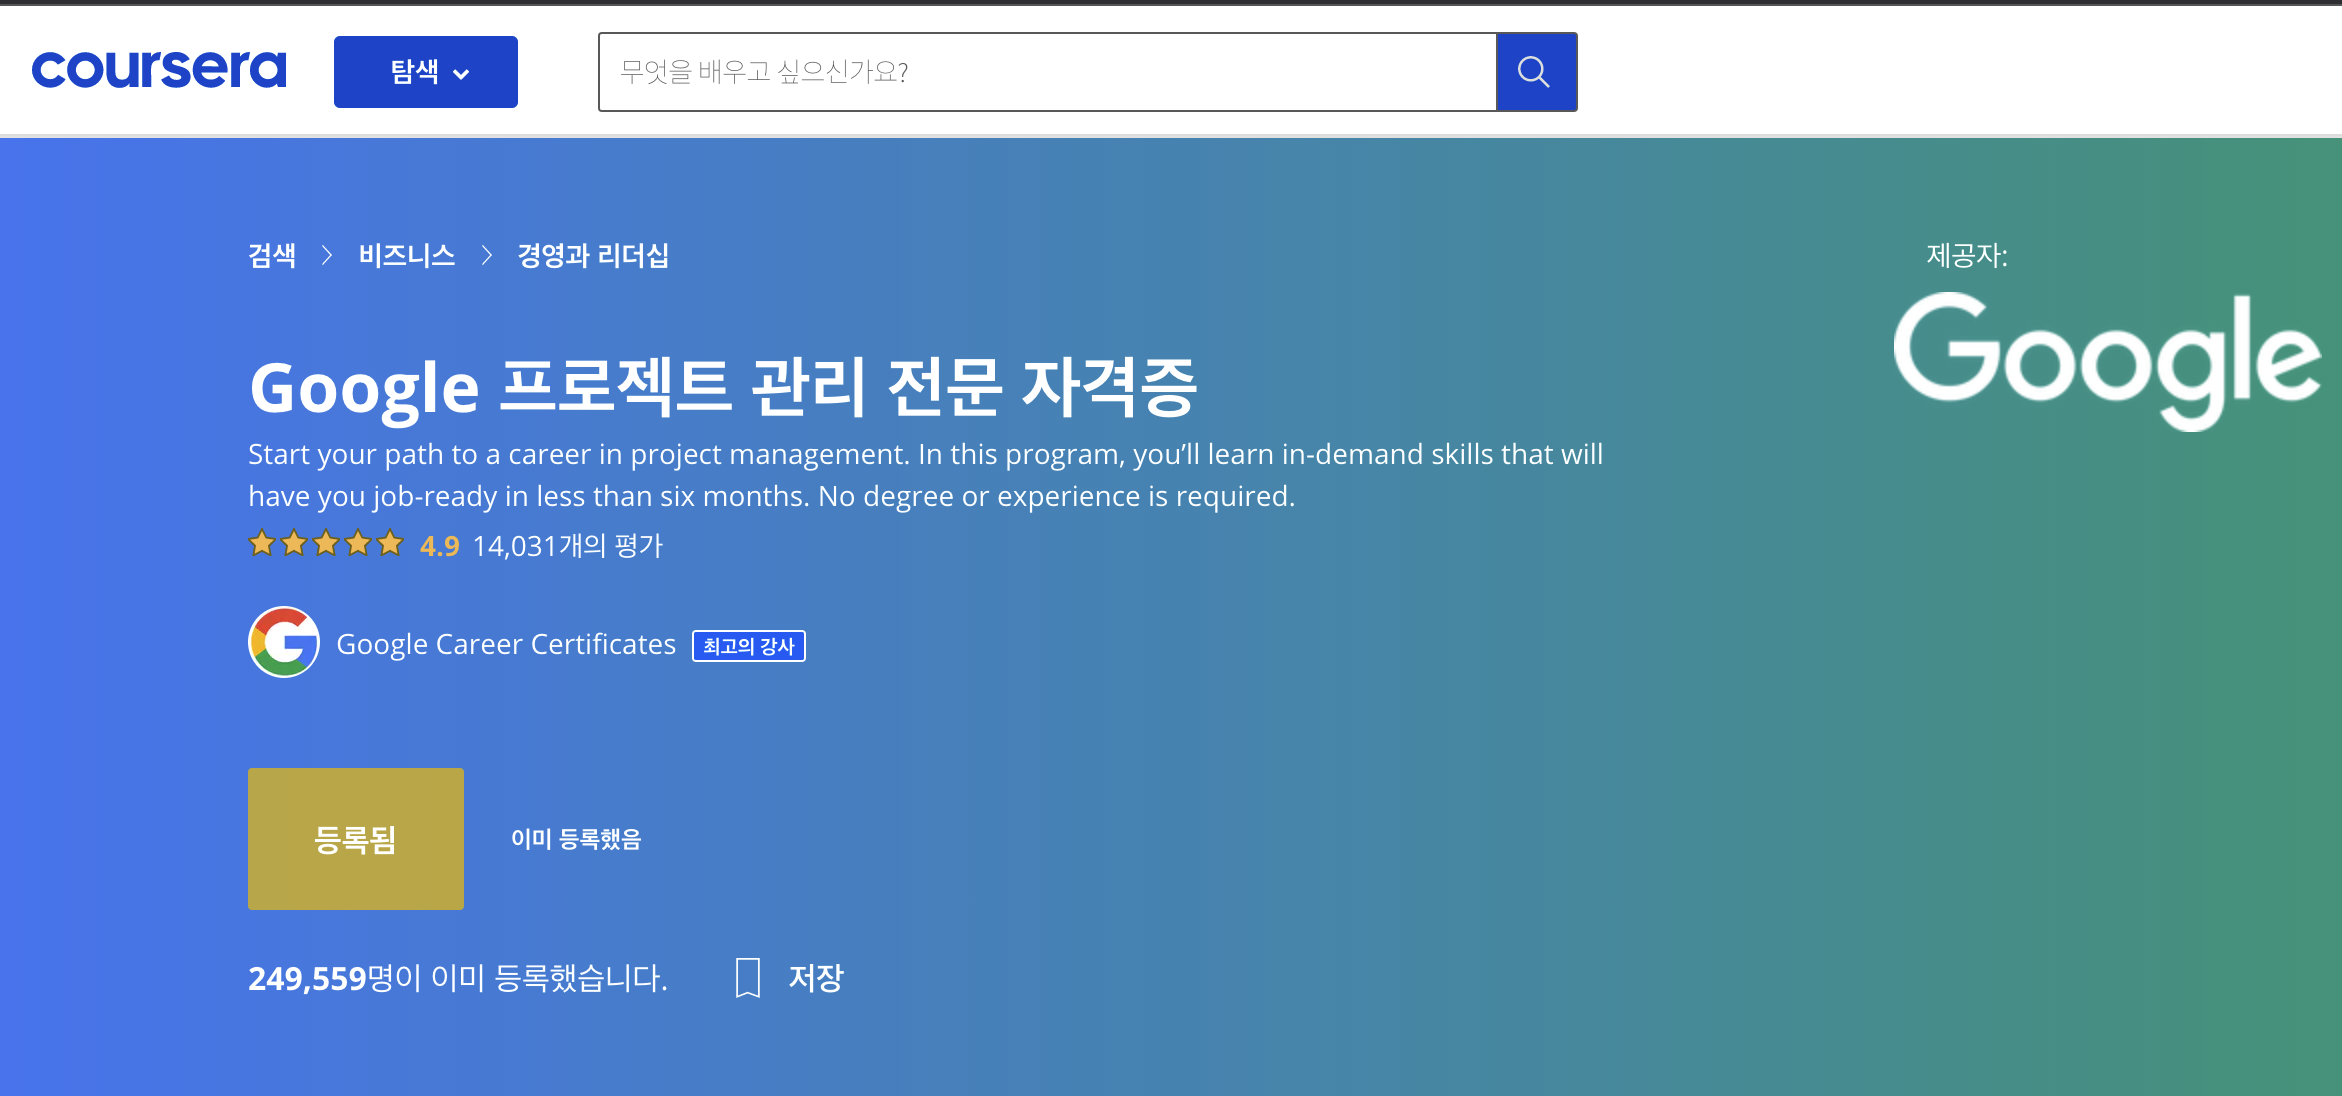 coursera
탐색
무엇을 배우고 싶으신가요?
검색 > 비즈니스 > 경영과 리더십
제공자:
Google
Google 프로젝트 관리 전문 자격증
Start your path to a career in project management. In this program, you’ll learn in-demand skills that will
have you job-ready in less than six months. No degree or experience is required.
4.9 14,031개의 평가
Google Career Certificates 최고의 강사
등록됨
이미 등록했음
249,559명이 이미 등록했습니다.
저장